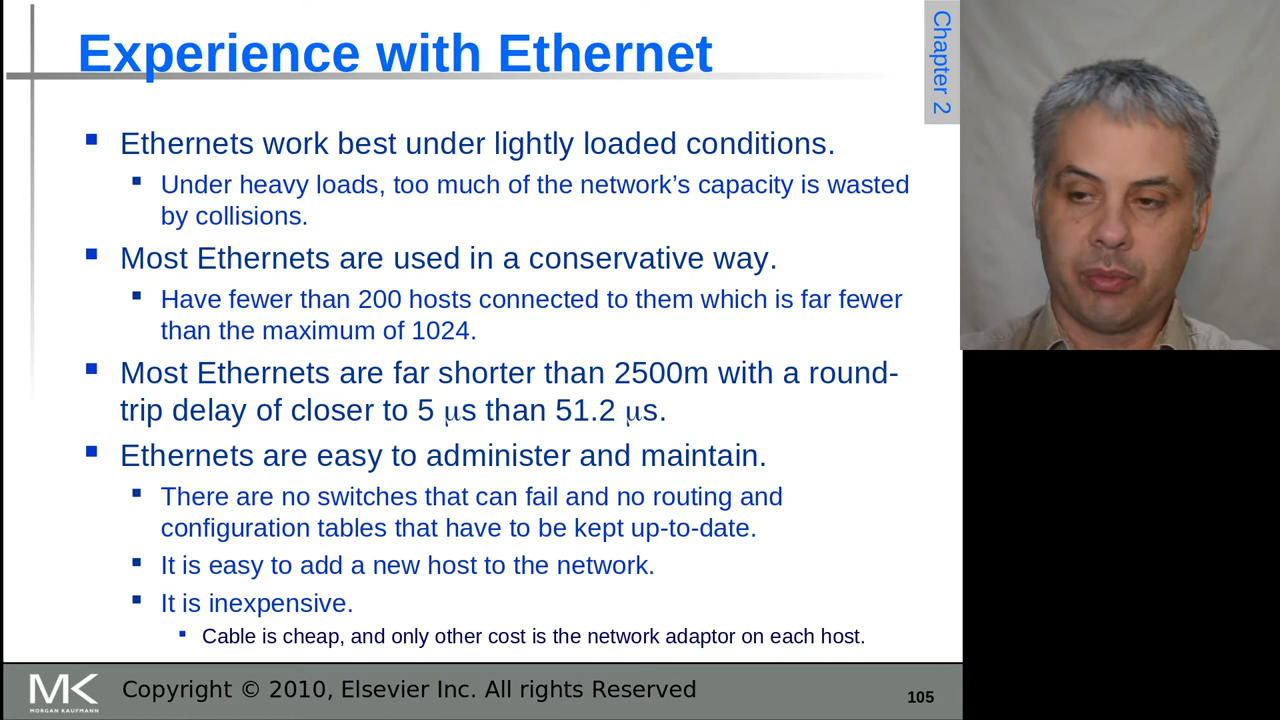 Experience with Ethernet
Chapter 2
Ethernets work best under lightly loaded conditions.
Under heavy loads, too much of the network’s capacity is wasted
by collisions.
Most Ethernets are used in a conservative way.
Have fewer than 200 hosts connected to them which is far fewer
than the maximum of 1024.
Most Ethernets are far shorter than 2500m with a round-
trip delay of closer to 5 μs than 51.2 μs.
Ethernets are easy to administer and maintain.
There are no switches that can fail and no routing and
configuration tables that have to be kept up-to-date.
It is easy to add a new host to the network.
It is inexpensive.
Cable is cheap, and only other cost is the network adaptor on each host.
MK
MORGAN KAUFMANN
Copyright © 2010, Elsevier Inc. All rights Reserved
105